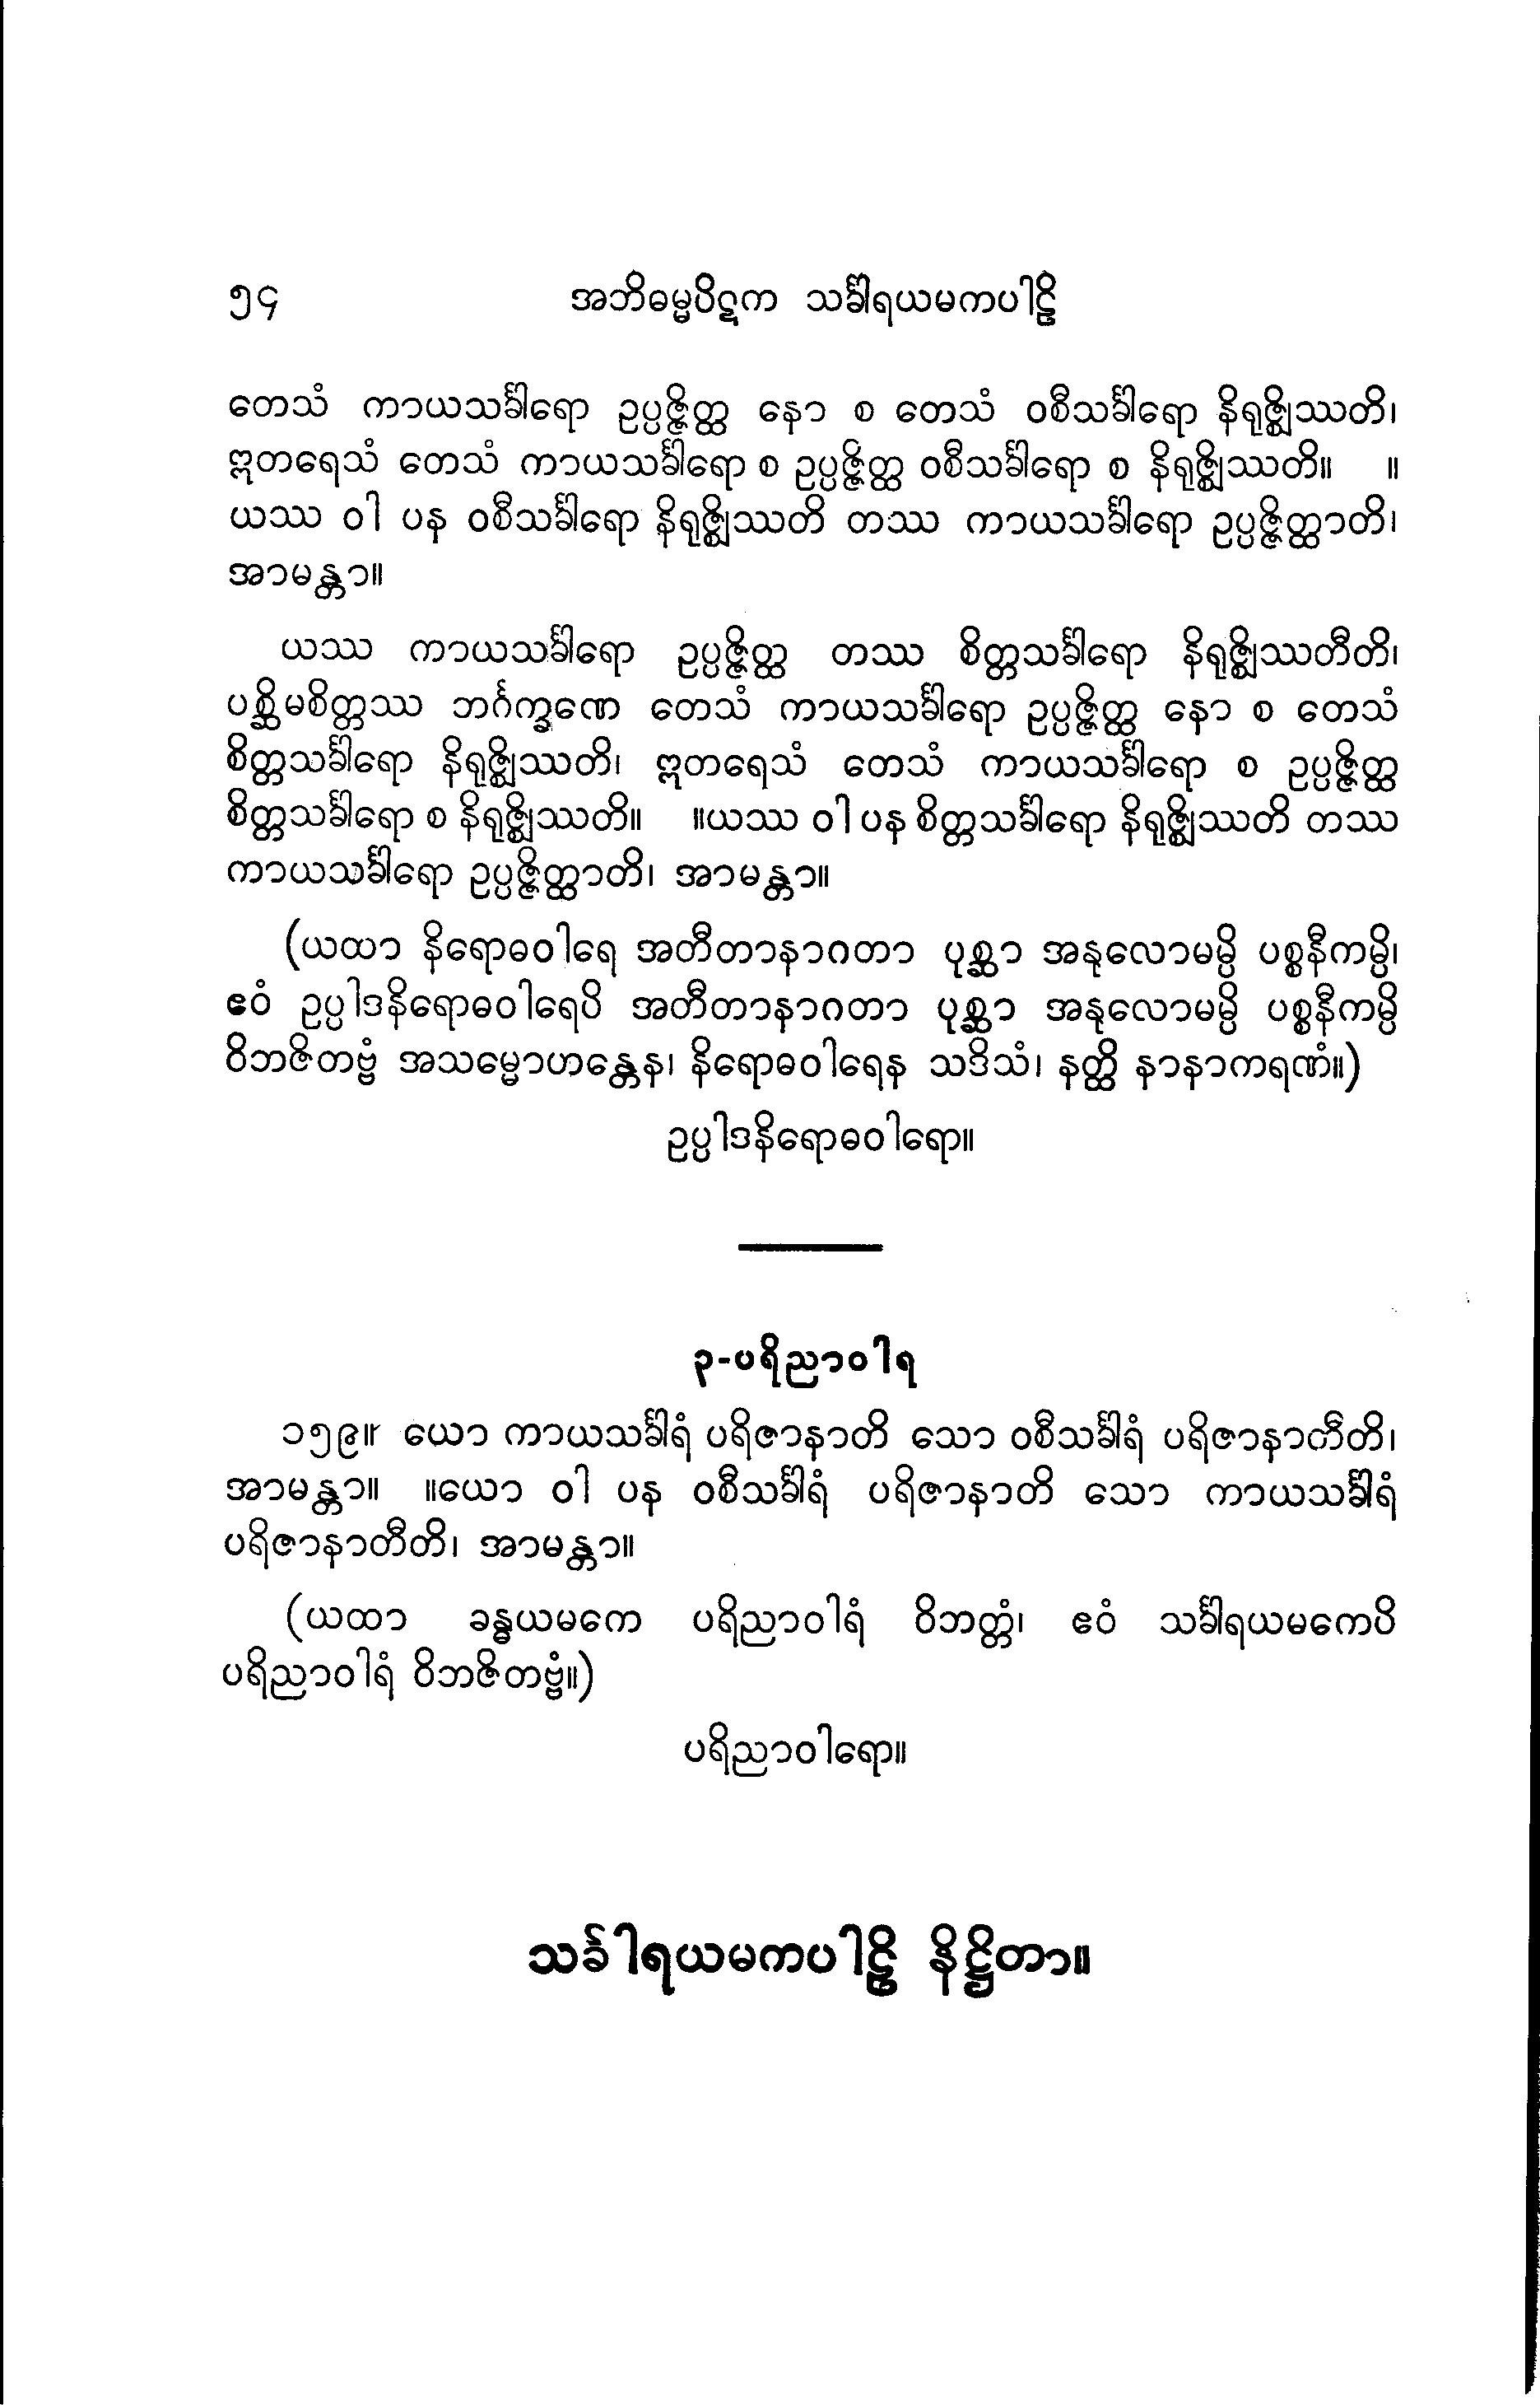 ၅၄ အဘိဓမ္မပိဋက သင်္ခါရယမကပါဠိ
တေသံ ကာယသင်္ခါရော ဥပ္ပဇ္ဇိတ္ထ နော စ တေသံ ဝစီသင်္ခါရော နိရုဇ္ဈိဿတိ၊
ဣတရေသံ တေသံ ကာယသင်္ခါရော စ ဥပ္ပဇ္ဇိတ္ထ ဝစီသင်္ခါရော စ နိရုဇ္ဈိဿတိ။ ။
ယဿ ဝါ ပန ဝစီသင်္ခါရော နိရုဇ္ဈိဿတိ တဿ ကာယသင်္ခါရော ဥပ္ပဇ္ဇိတ္ထာတိ၊
အာမန္တာ။
ယဿ ကာယသင်္ခါရော ဥပ္ပဇ္ဇိတ္ထ တဿ စိတ္တသင်္ခါရော နိရုဇ္ဈိဿတီတိ၊
ပစ္ဆိမစိတ္တဿ ဘင်္ဂက္ခဏေ တေသံ ကာယသင်္ခါရော ဥပ္ပဇ္ဇိတ္ထ နော စ တေသံ
စိတ္တသင်္ခါရော နိရုဇ္ဈိဿတိ၊ ဣတရေသံ တေသံ ကာယသင်္ခါရော စ ဥပ္ပဇ္ဇိတ္ထ
စိတ္တသင်္ခါရော စ နိရုဇ္ဈိဿတိ။ ။ယဿ ဝါ ပန စိတ္တသင်္ခါရော နိရုဇ္ဈိဿတိ တဿ
ကာယသင်္ခါရော ဥပ္ပဇ္ဇိတ္ထာတိ၊ အာမန္တာ။
(ယထာ နိရောဓဝါရေ အတီတာနာဂတာ ပုစ္ဆာ အနုလောမမ္ပိ ပစ္စနီကမ္ပိ၊
ဧဝံ ဥပ္ပါဒနိရောဓဝါရေပိ အတီတာနာဂတာ ပုစ္ဆာ အနုလောမမ္ပိ ပစ္စနီကမ္ပိ
ဝိဘဇိတဗ္ဗံ အသမ္မောဟန္တေန၊ နိရောဓဝါရေန သဒိသံ၊ နတ္ထိ နာနာကရဏံ။)
ဥပ္ပါဒနိရောဓဝါရော။
၃-ပရိညာဝါရ
၁၅၉။ ယော ကာယသင်္ခါရံ ပရိဇာနာတိ သော ဝစီသင်္ခါရံ ပရိဇာနာတီတိ၊
အာမန္တာ။ ။ယော ဝါ ပန ဝစီသင်္ခါရံ ပရိဇာနာတိ သော ကာယသင်္ခါရံ
ပရိဇာနာတီတိ၊ အာမန္တာ။
(ယထာ ခန္ဓယမကေ ပရိညာဝါရံ ဝိဘတ္တံ၊ ဧဝံ သင်္ခါရယမကေပိ
ပရိညာဝါရံ ဝိဘဇိတဗ္ဗံ။)
ပရိညာဝါရော။
သင်္ခါရယမကပါဠိ နိဋ္ဌိတာ။